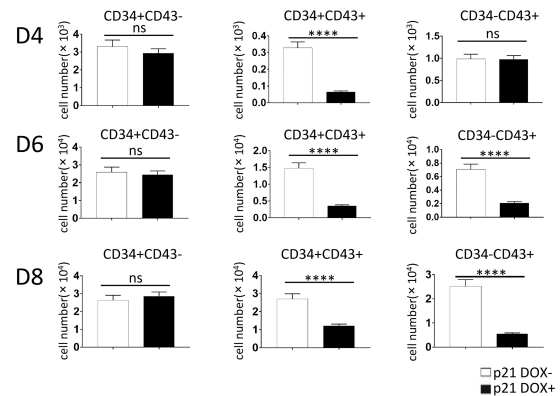 D4
CD34+CD43-
ns
cell number(×10³)
4
3
2
1
0
CD34+CD43+
****
cell number(×10³)
0.4
0.3
0.2
0.1
0.0
CD34-CD43+
ns
cell number(×10³)
1.5
1.0
0.5
0.0
D6
CD34+CD43-
ns
cell number(×10⁴)
4
3
2
1
0
CD34+CD43+
****
cell number(×10⁴)
2.0
1.5
1.0
0.5
0.0
CD34-CD43+
****
cell number(×10⁴)
1.0
0.8
0.6
0.4
0.2
0.0
D8
CD34+CD43-
ns
cell number(×10⁴)
4
3
2
1
0
CD34+CD43+
****
cell number(×10⁴)
4
3
2
1
0
CD34-CD43+
****
cell number(×10⁴)
3
2
1
0
p21 DOX-
p21 DOX+